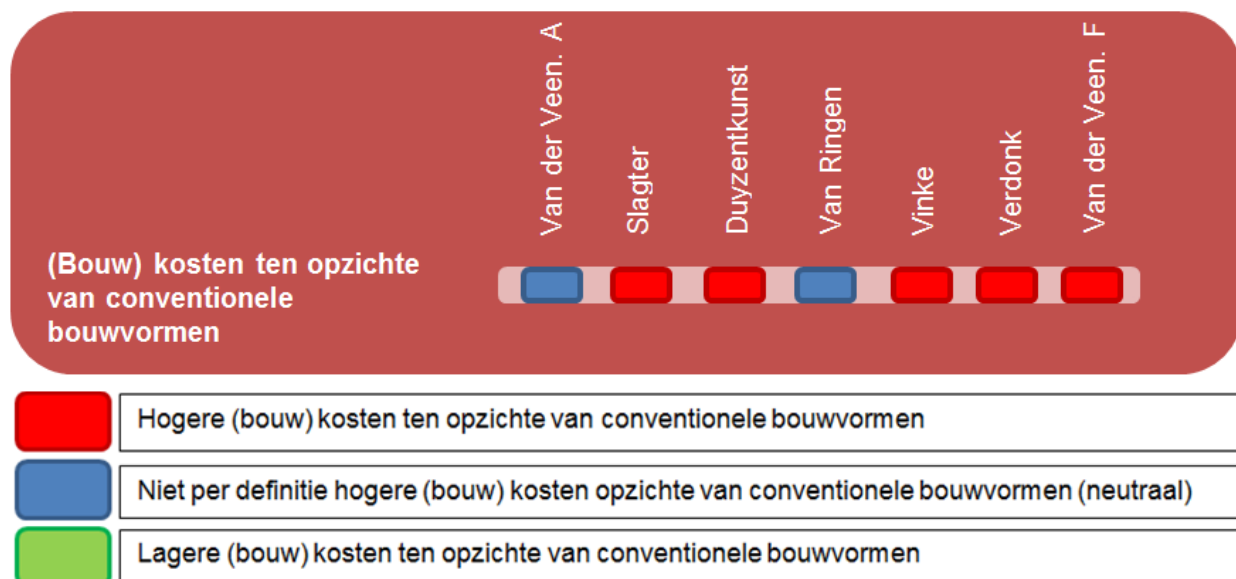 Van der Veen. A
Slagter
Duyzentkunst
Van Ringen
Vinke
Verdonk
Van der Veen. F
(Bouw) kosten ten opzichte
van conventionele
bouwvormen
Hogere (bouw) kosten ten opzichte van conventionele bouwvormen
Niet per definitie hogere (bouw) kosten opzichte van conventionele bouwvormen (neutraal)
Lagere (bouw) kosten ten opzichte van conventionele bouwvormen